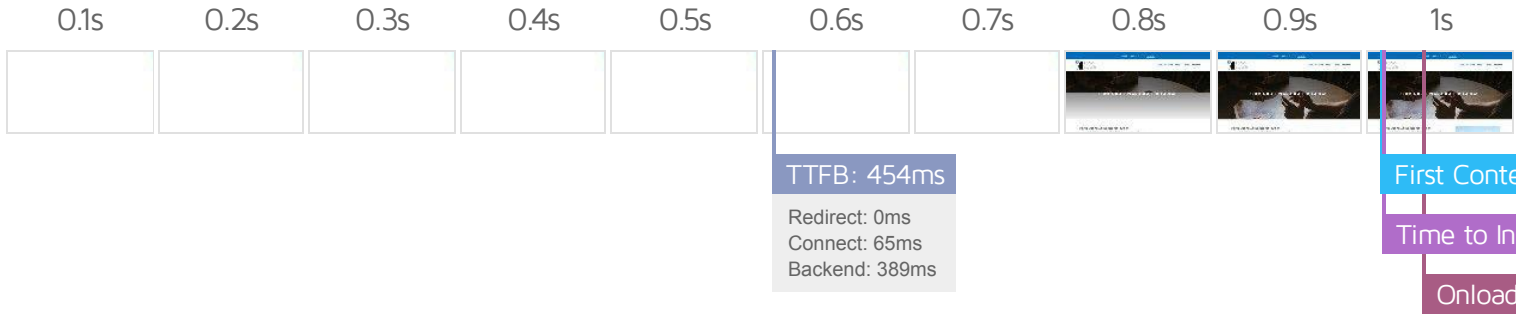 0.1s 0.2s 0.3s 0.4s 0.5s 0.6s 0.7s 0.8s 0.9s 1s
TTFB: 454ms
Redirect: 0ms
Connect: 65ms
Backend: 389ms
First Conte
Time to In
Onload